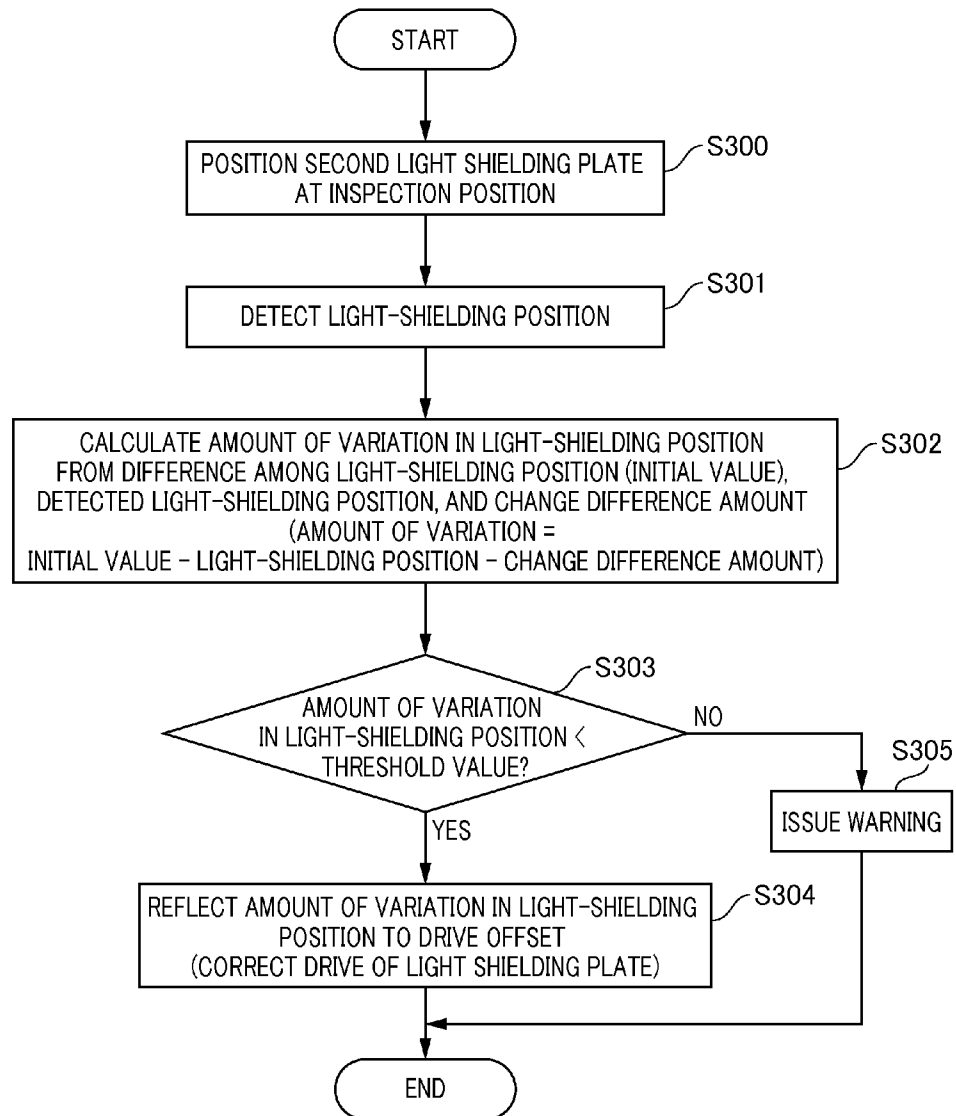 START
S300
POSITION SECOND LIGHT SHIELDING PLATE
AT INSPECTION POSITION
S301
DETECT LIGHT-SHIELDING POSITION
S302
CALCULATE AMOUNT OF VARIATION IN LIGHT-SHIELDING POSITION
FROM DIFFERENCE AMONG LIGHT-SHIELDING POSITION (INITIAL VALUE),
DETECTED LIGHT-SHIELDING POSITION, AND CHANGE DIFFERENCE AMOUNT
(AMOUNT OF VARIATION =
INITIAL VALUE - LIGHT-SHIELDING POSITION - CHANGE DIFFERENCE AMOUNT)
S303
AMOUNT OF VARIATION
IN LIGHT-SHIELDING POSITION <
THRESHOLD VALUE?
NO
S305
ISSUE WARNING
YES
S304
REFLECT AMOUNT OF VARIATION IN LIGHT-SHIELDING
POSITION TO DRIVE OFFSET
(CORRECT DRIVE OF LIGHT SHIELDING PLATE)
END